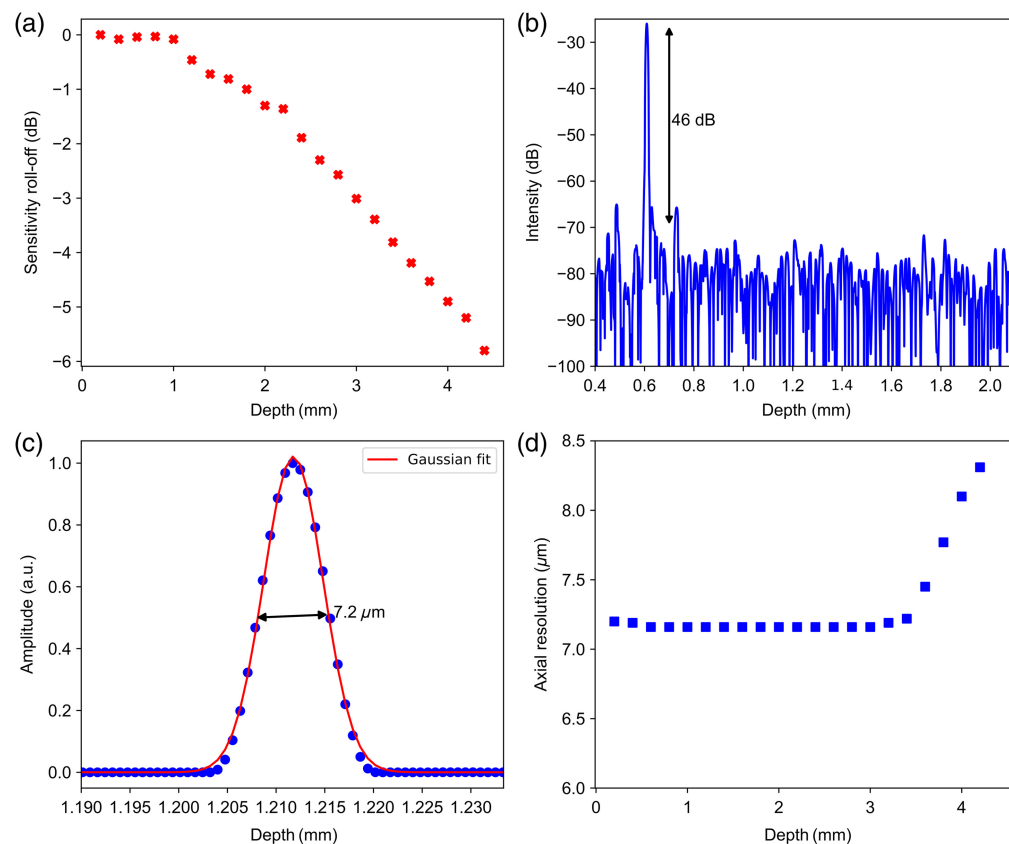 (a)
0
−1
−2
−3
−4
−5
−6
Sensitivity roll-off (dB)
0 1 2 3 4
Depth (mm)
(b)
−30
−40
−50
−60
−70
−80
−90
−100
Intensity (dB)
46 dB
0.4 0.6 0.8 1.0 1.2 1.4 1.6 1.8 2.0
Depth (mm)
(c)
1.0
0.8
0.6
0.4
0.2
0.0
Amplitude (a.u.)
Gaussian fit
7.2 μm
1.190 1.195 1.200 1.205 1.210 1.215 1.220 1.225 1.230
Depth (mm)
(d)
8.5
8.0
7.5
7.0
6.5
6.0
Axial resolution (μm)
0 1 2 3 4
Depth (mm)